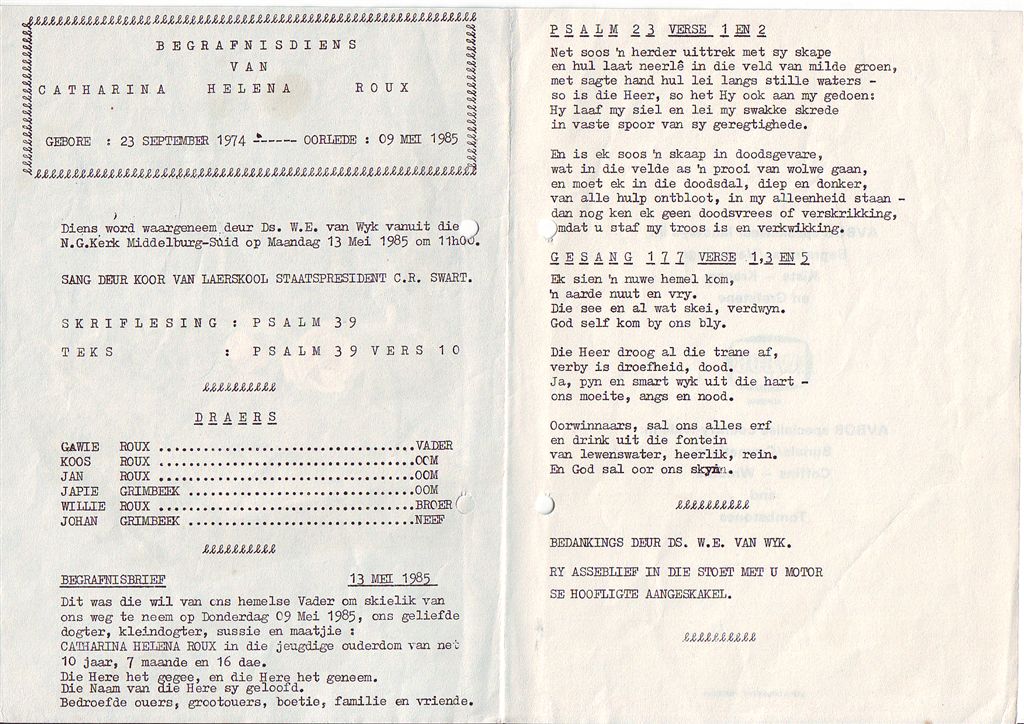 BEGRAFNISDIENS
VAN
CATHARINA HELENA ROUX
GEBORE : 23 SEPTEMBER 1974 ------ OORLEDE : 09 MEI 1985
Diens word waargeneem deur Ds. W.E. van Wyk vanuit die
N.G.Kerk Middelburg-Suid op Maandag 13 Mei 1985 om 11h00.
SANG DEUR KOOR VAN LAERSKOOL STAATSPRESIDENT C.R. SWART.
SKRIFLESING : PSALM 39
TEKS : PSALM 39 VERS 10
DRAERS
GAWIE ROUX ..................................VADER
KOOS ROUX ..................................OOM
JAN ROUX ..................................OOM
JAPIE GRIMBEEK ..............................OOM
WILLIE ROUX ..................................BROER
JOHAN GRIMBEEK ..............................NEEF
BEGRAFNISBRIEF 13 MEI 1985
Dit was die wil van ons hemelse Vader om skielik van
ons weg te neem op Donderdag 09 Mei 1985, ons geliefde
dogter, kleindogter, sussie en maatjie :
CATHARINA HELENA ROUX in die jeugdige ouderdom van net
10 jaar, 7 maande en 16 dae.
Die Here het gegee, en die Here het geneem.
Die Naam van die Here sy geloofd.
Bedroefde ouers, grootouers, boetie, familie en vriende.
PSALM 23 VERSE 1 EN 2
Net soos 'n herder uittrek met sy skape
en hul laat neerlê in die veld van milde groen,
met sagte hand hul lei langs stille waters -
so is die Heer, so het Hy ook aan my gedoen:
Hy laaf my siel en lei my swakke skrede
in vaste spoor van sy geregtighede.
En is ek soos 'n skaap in doodsgevare,
wat in die velde as 'n prooi van wolwe gaan,
en moet ek in die doodsdal, diep en donker,
van alle hulp ontbloot, in my alleenheid staan -
dan nog ken ek geen doodsvrees of verskrikking,
omdat u staf my troos is en verkwikking.
GESANG 177 VERSE 1,3 EN 5
Ek sien 'n nuwe hemel kom,
'n aarde nuut en vry.
Die see en al wat skei, verdwyn.
God self kom by ons bly.
Die Heer droog al die trane af,
verby is droefheid, dood.
Ja, pyn en smart wyk uit die hart -
ons moeite, angs en nood.
Oorwinnaars, sal ons alles erf
en drink uit die fontein
van lewenswater, heerlik, rein.
En God sal oor ons skyn.
BEDANKINGS DEUR DS. W.E. VAN WYK.
RY ASSEBLIEF IN DIE STOET MET U MOTOR
SE HOOFLIGTE AANGESKAKEL.